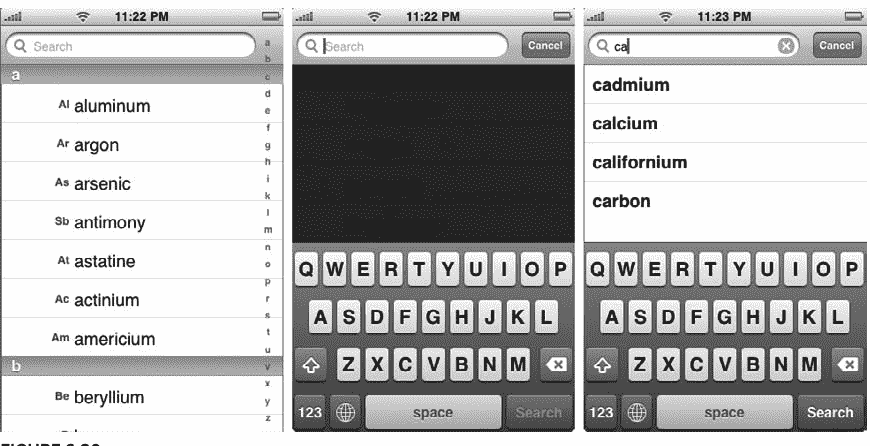 11:22 PM
Search
a
Al aluminum
Ar argon
As arsenic
Sb antimony
At astatine
Ac actinium
Am americium
b
Be beryllium
a
b
c
d
e
f
g
h
i
k
l
m
n
o
p
r
s
t
u
v
x
y
z
11:22 PM
Search
Cancel
Q W E R T Y U I O P
A S D F G H J K L
Z X C V B N M
123 space Search
11:23 PM
ca
Cancel
cadmium
calcium
californium
carbon
Q W E R T Y U I O P
A S D F G H J K L
Z X C V B N M
123 space Search